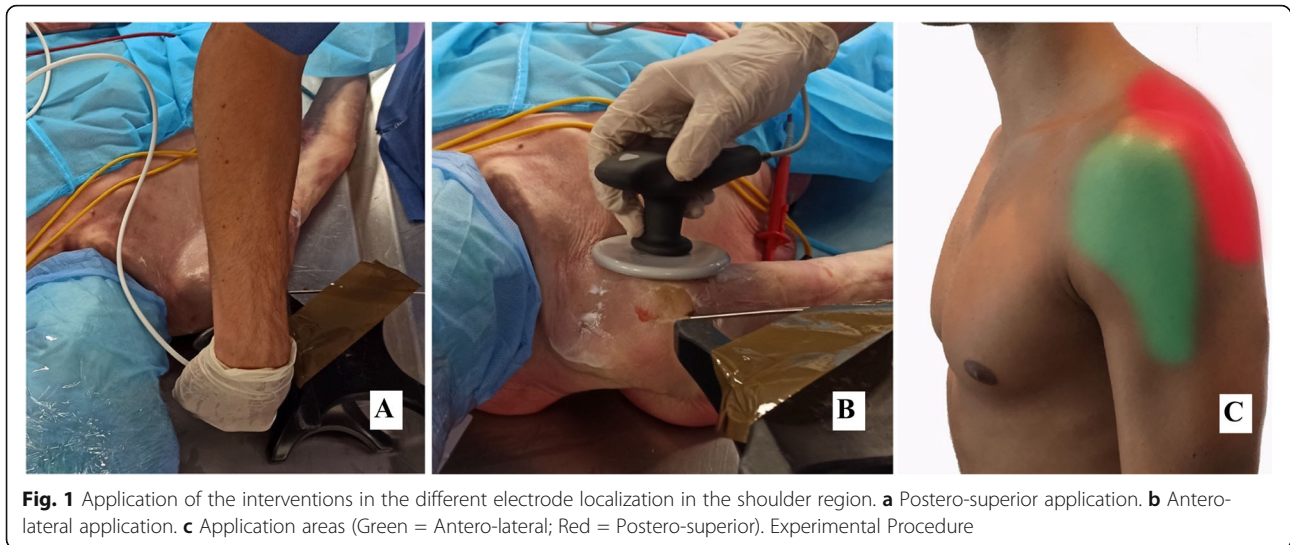 A
B
C
Fig. 1 Application of the interventions in the different electrode localization in the shoulder region. a Postero-superior application. b Antero-
lateral application. c Application areas (Green = Antero-lateral; Red = Postero-superior). Experimental Procedure